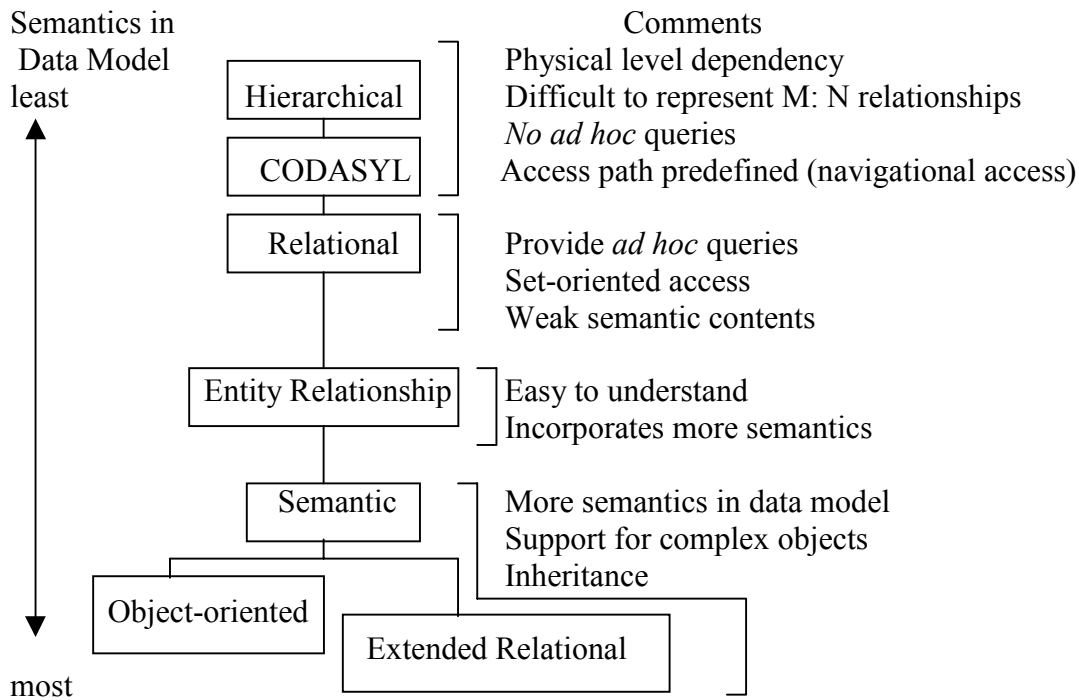 Semantics in
Data Model
least
Comments
Hierarchical
Physical level dependency
Difficult to represent M: N relationships
No ad hoc queries
CODASYL
Access path predefined (navigational access)
Relational
Provide ad hoc queries
Set-oriented access
Weak semantic contents
Entity Relationship
Easy to understand
Incorporates more semantics
Semantic
More semantics in data model
Support for complex objects
Inheritance
Object-oriented
Extended Relational
most